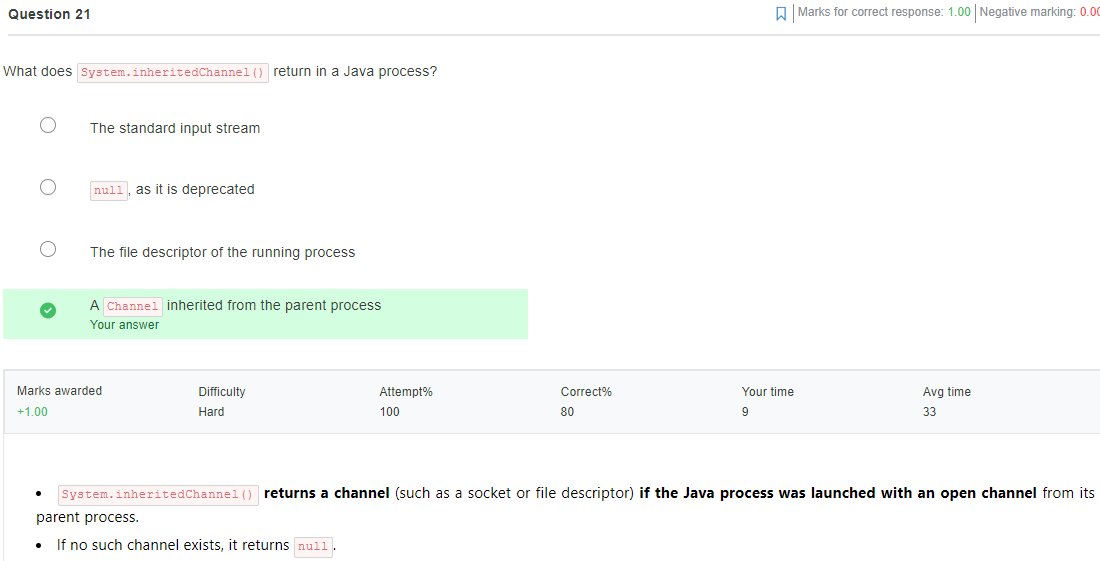 Question 21
Marks for correct response: 1.00 Negative marking: 0.00
What does System.inheritedChannel() return in a Java process?
The standard input stream
null, as it is deprecated
The file descriptor of the running process
A Channel inherited from the parent process
Your answer
Marks awarded Difficulty Attempt% Correct% Your time Avg time
+1.00 Hard 100 80 9 33
• System.inheritedChannel() returns a channel (such as a socket or file descriptor) if the Java process was launched with an open channel from its
parent process.
• If no such channel exists, it returns null.